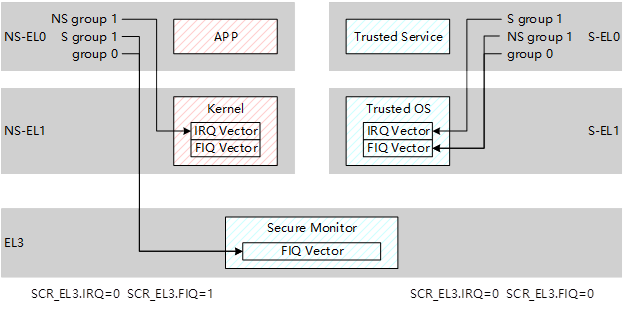 NS group 1
S group 1
group 0
NS-EL0
APP
Trusted Service
S group 1
NS group 1
group 0
S-EL0
NS-EL1
Kernel
IRQ Vector
FIQ Vector
Trusted OS
IRQ Vector
FIQ Vector
S-EL1
EL3
Secure Monitor
FIQ Vector
SCR_EL3.IRQ=0 SCR_EL3.FIQ=1
SCR_EL3.IRQ=0 SCR_EL3.FIQ=0